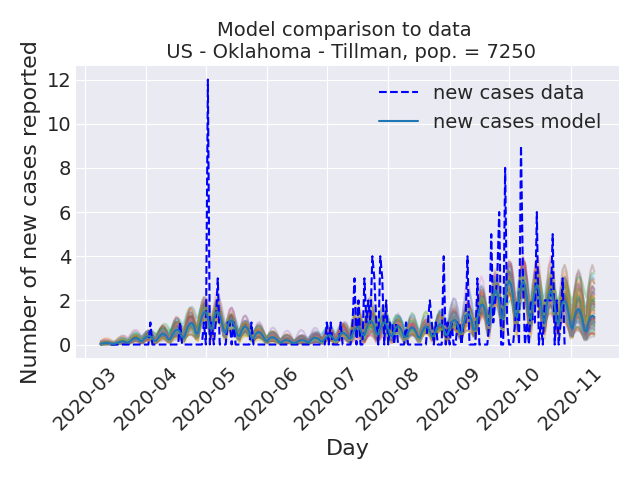 Model comparison to data
US - Oklahoma - Tillman, pop. = 7250
Number of new cases reported
12
10
8
6
4
2
0
new cases data
new cases model
2020-03
2020-04
2020-05
2020-06
2020-07
2020-08
2020-09
2020-10
2020-11
Day